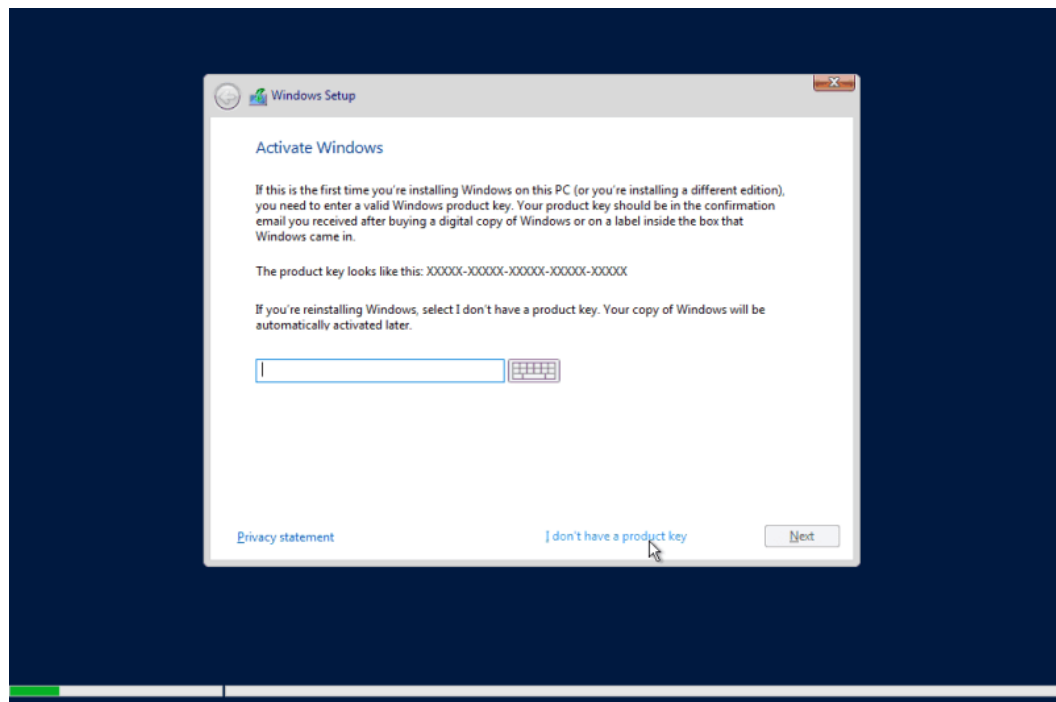 Windows Setup
Activate Windows
If this is the first time you're installing Windows on this PC (or you're installing a different edition),
you need to enter a valid Windows product key. Your product key should be in the confirmation
email you received after buying a digital copy of Windows or on a label inside the box that
Windows came in.
The product key looks like this: XXXXX-XXXXX-XXXXX-XXXXX-XXXXX
If you're reinstalling Windows, select I don't have a product key. Your copy of Windows will be
automatically activated later.
Privacy statement
I don't have a product key
Next